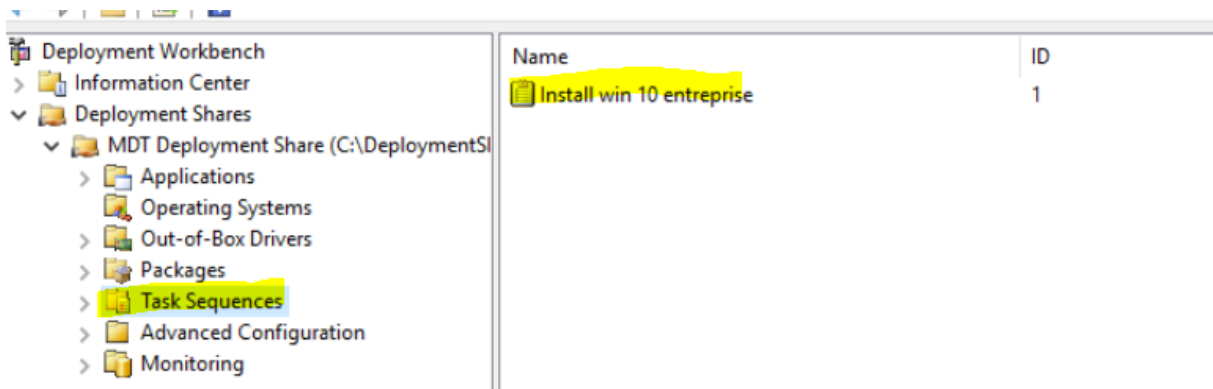 Deployment Workbench
Information Center
Deployment Shares
MDT Deployment Share (C:\DeploymentSl
Applications
Operating Systems
Out-of-Box Drivers
Packages
Task Sequences
Advanced Configuration
Monitoring
Name ID
Install win 10 entreprise 1